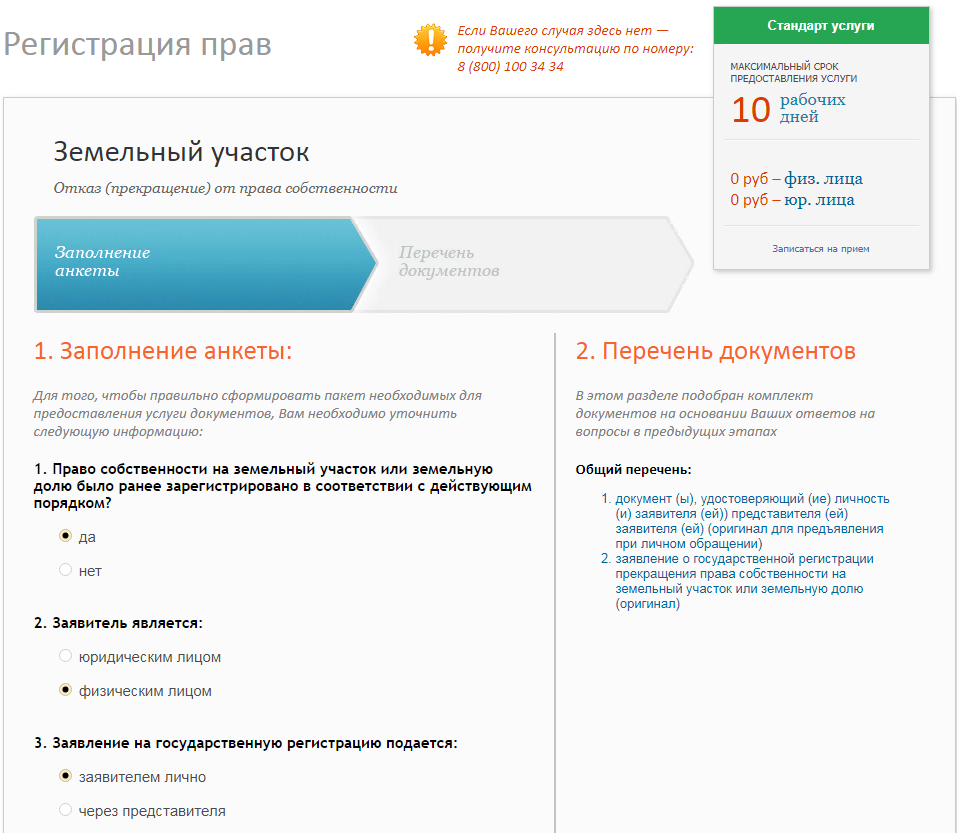 Регистрация прав
Если Вашего случая здесь нет —
получите консультацию по номеру:
8 (800) 100 34 34
Стандарт услуги
МАКСИМАЛЬНЫЙ СРОК
ПРЕДОСТАВЛЕНИЯ УСЛУГИ
10 рабочих
дней
0 руб – физ. лица
0 руб – юр. лица
Записаться на прием
Земельный участок
Отказ (прекращение) от права собственности
Заполнение
анкеты
Перечень
документов
1. Заполнение анкеты:
Для того, чтобы правильно сформировать пакет необходимых для
предоставления услуги документов, Вам необходимо уточнить
следующую информацию:
1. Право собственности на земельный участок или земельную
долю было ранее зарегистрировано в соответствии с действующим
порядком?
да
нет
2. Заявитель является:
юридическим лицом
физическим лицом
3. Заявление на государственную регистрацию подается:
заявителем лично
через представителя
2. Перечень документов
В этом разделе подобран комплект
документов на основании Ваших ответов на
вопросы в предыдущих этапах
Общий перечень:
1. документ (ы), удостоверяющий (ие) личность
(и) заявителя (ей)) представителя (ей)
заявителя (ей) (оригинал для предъявления
при личном обращении)
2. заявление о государственной регистрации
прекращения права собственности на
земельный участок или земельную долю
(оригинал)